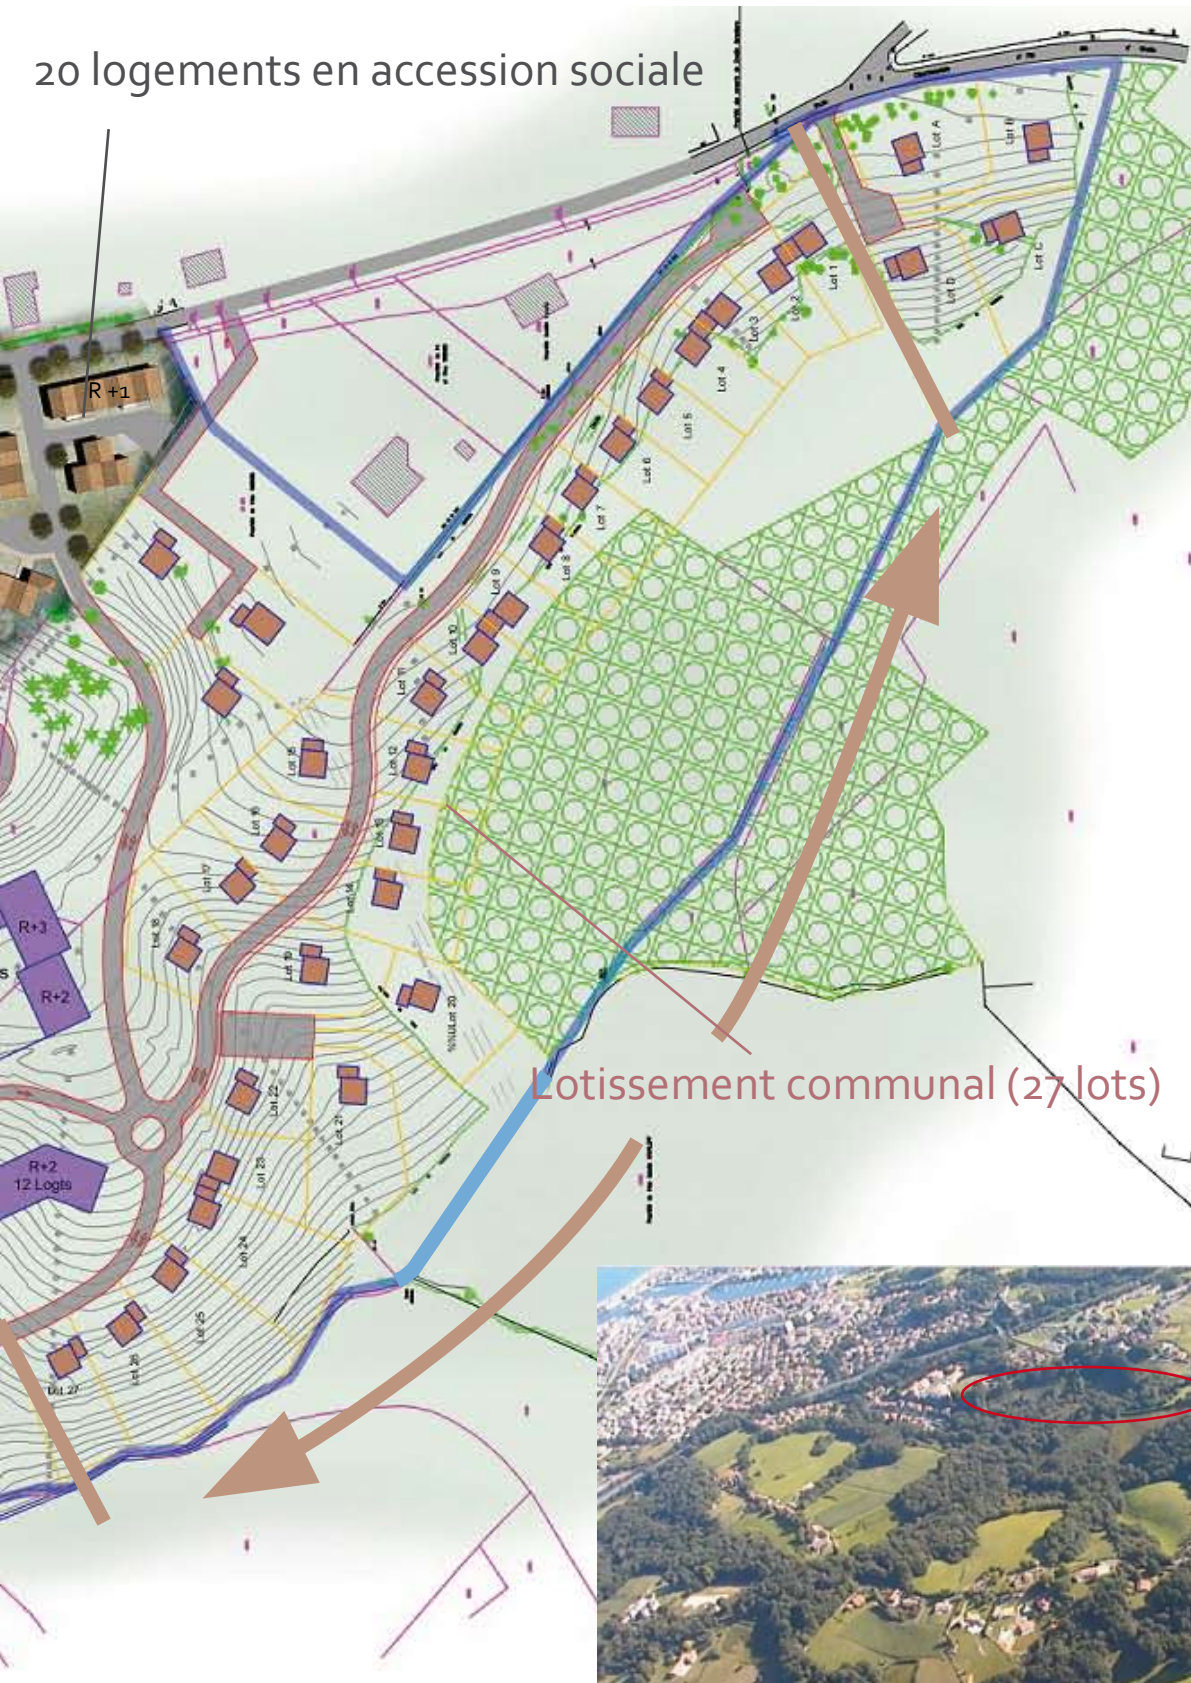 20 logements en accession sociale
Lot A
Lot B
Lot C
Lot D
Lot 1
Lot 2
Lot 3
Lot 4
R +1
Lot 5
Lot 6
Lot 7
Lot 8
Lot 9
Lot 10
Lot 11
Lot 12
Lot 15
Lot 16
Lot 13
Lot 17
Lot 14
R+3
Lot 18
Lot 19
S
R+2
%%ULot 20
Lotissement communal (27 lots)
Lot 22
Lot 21
R+2
12 Logts
Lot 23
Lot 24
Lot 25
Lot 26
Lot 27